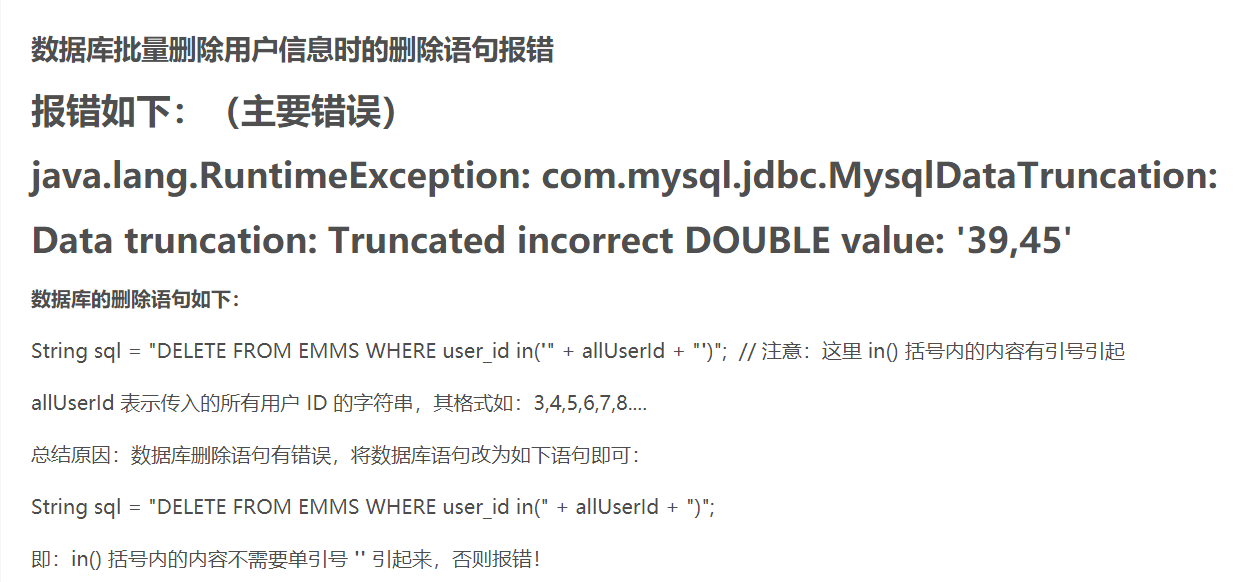 数据库批量删除用户信息时的删除语句报错
报错如下：（主要错误）
java.lang.RuntimeException: com.mysql.jdbc.MysqlDataTruncation:
Data truncation: Truncated incorrect DOUBLE value: '39,45'
数据库的删除语句如下：
String sql = "DELETE FROM EMMS WHERE user_id in('" + allUserId + "')";  // 注意：这里 in() 括号内的内容有引号引起
allUserId 表示传入的所有用户 ID 的字符串，其格式如：3,4,5,6,7,8....
总结原因：数据库删除语句有错误，将数据库语句改为如下语句即可：
String sql = "DELETE FROM EMMS WHERE user_id in(" + allUserId + ")";
即：in() 括号内的内容不需要单引号 '' 引起来，否则报错！